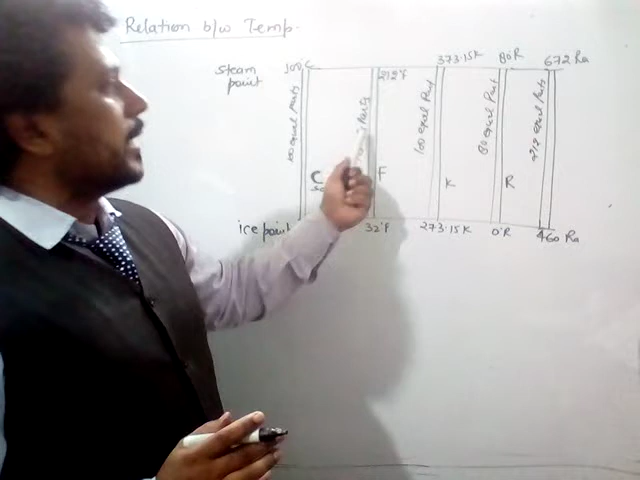 Relation b/w Temp.
steam point
100°C
212°F
373.15K
80°R
672 Ra
100 equal parts
Parts
100 equal Part
80 equal Part
212 equal Parts
C
F
K
R
ice point
32°F
273.15K
0°R
460 Ra